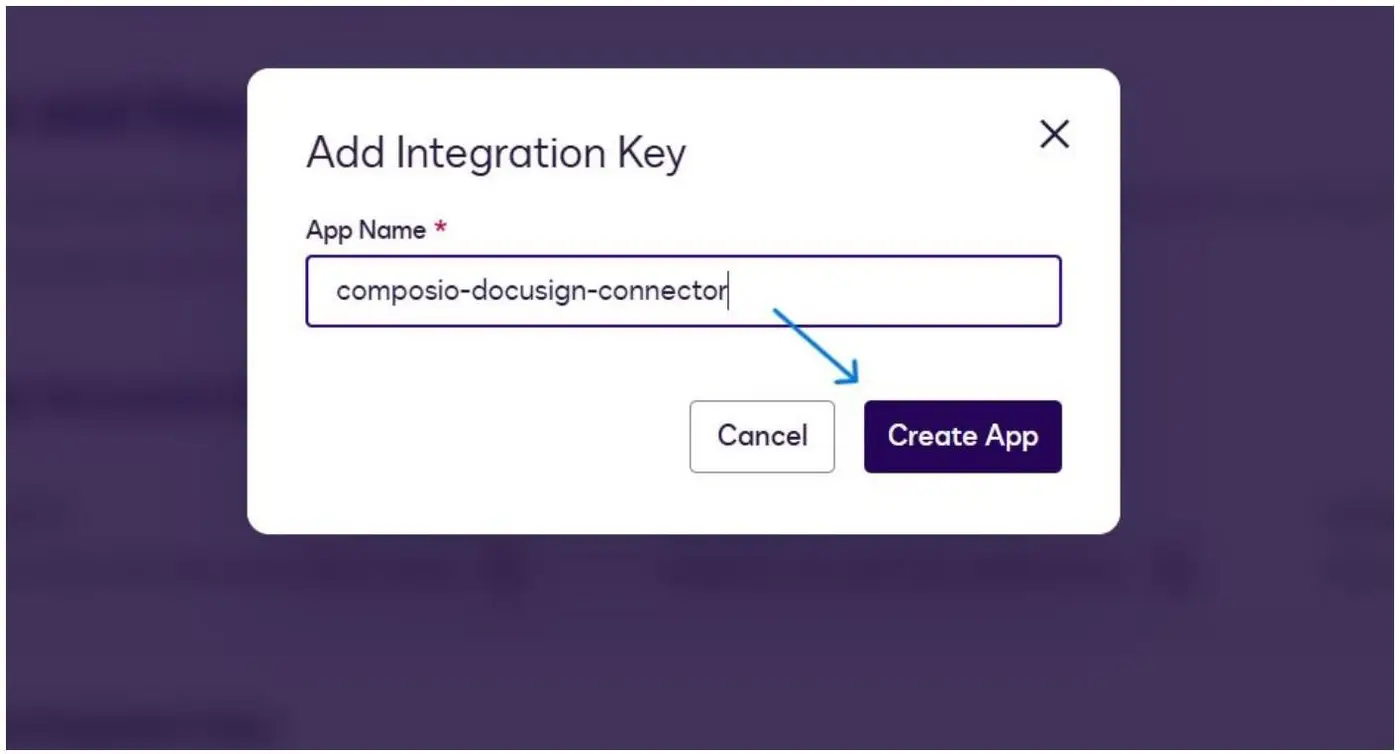 Add Integration Key
App Name *
composio-docusign-connector
Cancel
Create App